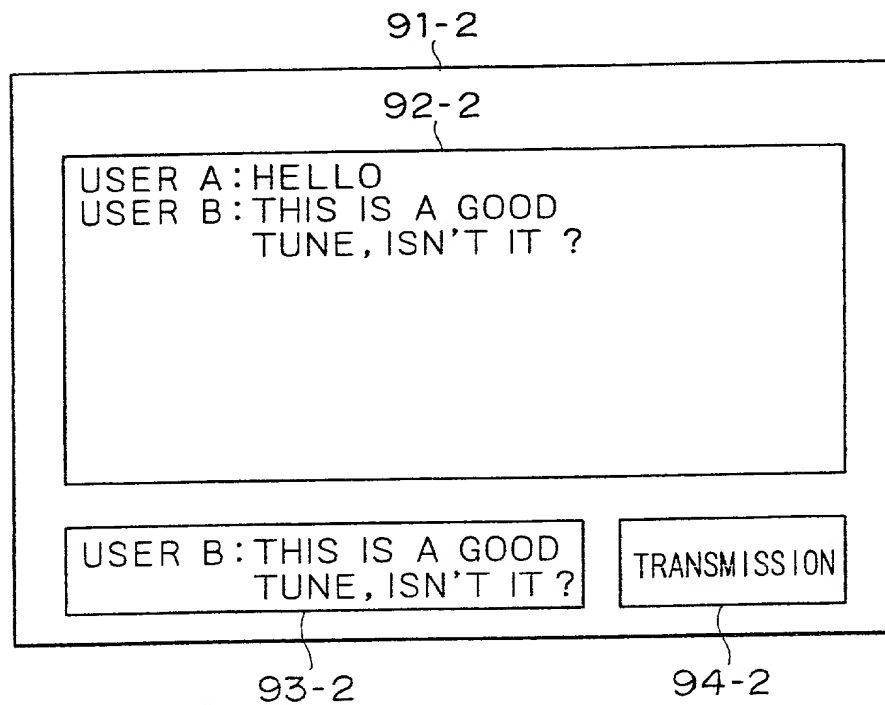 91-2
92-2
USER A:HELLO
USER B:THIS IS A GOOD
TUNE, ISN'T IT ?
USER B:THIS IS A GOOD
TUNE, ISN'T IT ?
TRANSMISSION
93-2
94-2